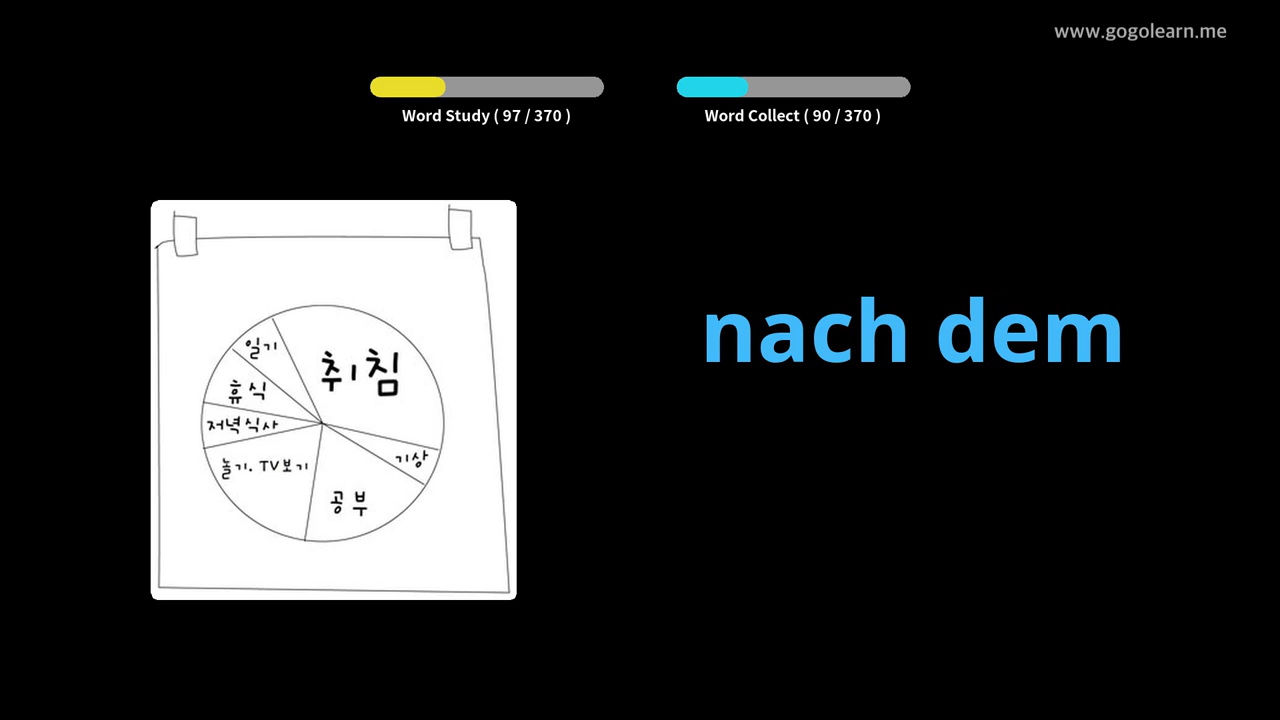 www.gogolearn.me
Word Study ( 97 / 370 )
Word Collect ( 90 / 370 )
일기
취침
휴식
저녁식사
놀기. TV보기
기상
공부
nach dem